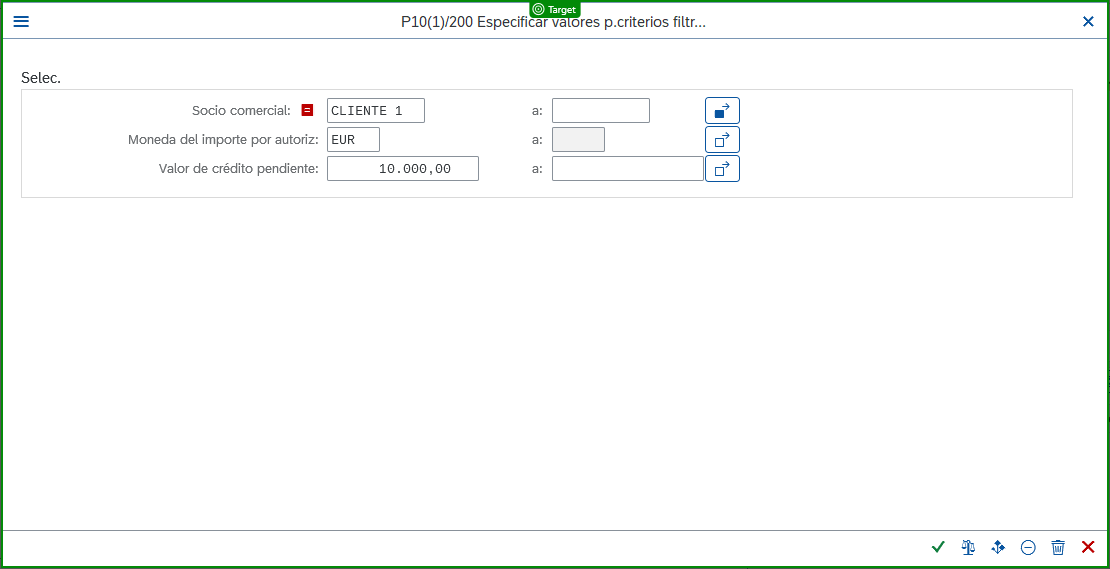 Target
P10(1)/200 Especificar valores p.criterios filtr...
Selec.
Socio comercial: = CLIENTE 1 a:
Moneda del importe por autoriz: EUR a:
Valor de crédito pendiente: 10.000,00 a: